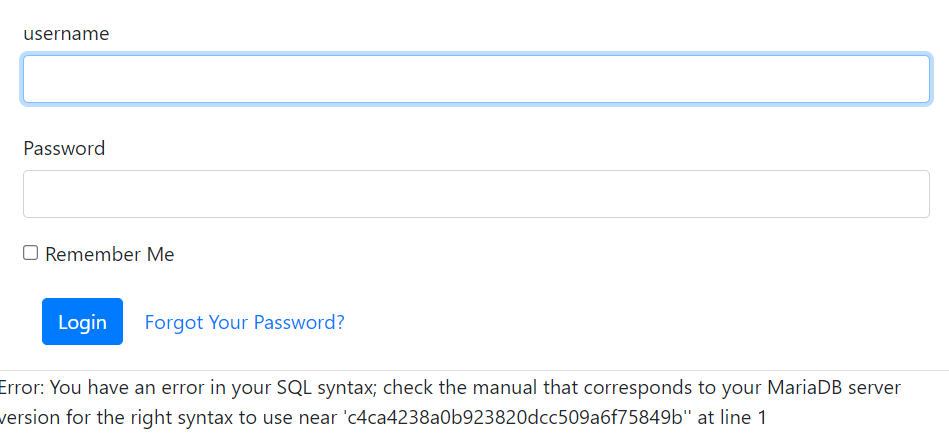 username
Password
Remember Me
Login Forgot Your Password?
Error: You have an error in your SQL syntax; check the manual that corresponds to your MariaDB server
version for the right syntax to use near 'c4ca4238a0b923820dcc509a6f75849b'' at line 1